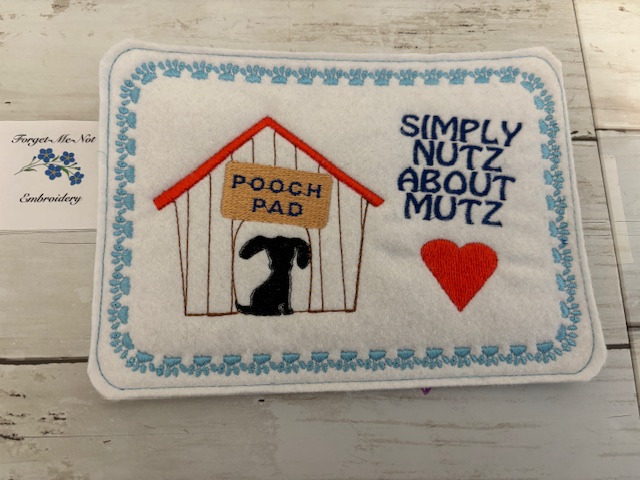 Forget-Me-Not
Embroidery
POOCH
PAD
SIMPLY
NUTZ
ABOUT
MUTZ